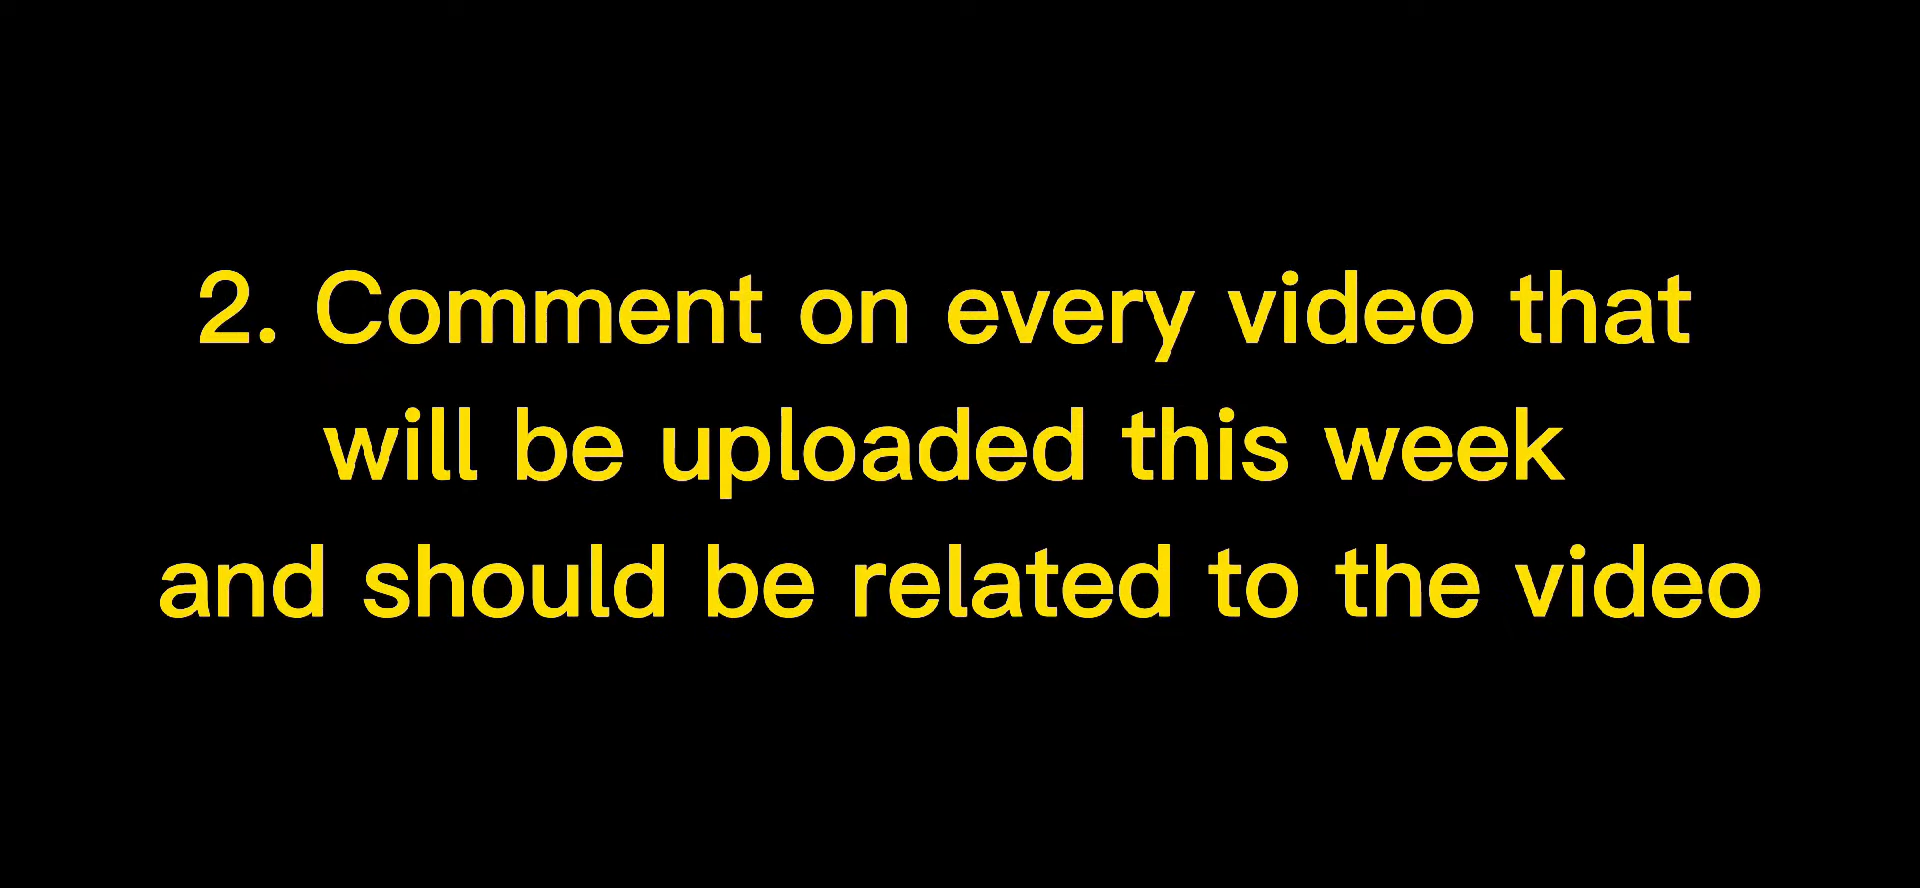 2. Comment on every video that
will be uploaded this week
and should be related to the video